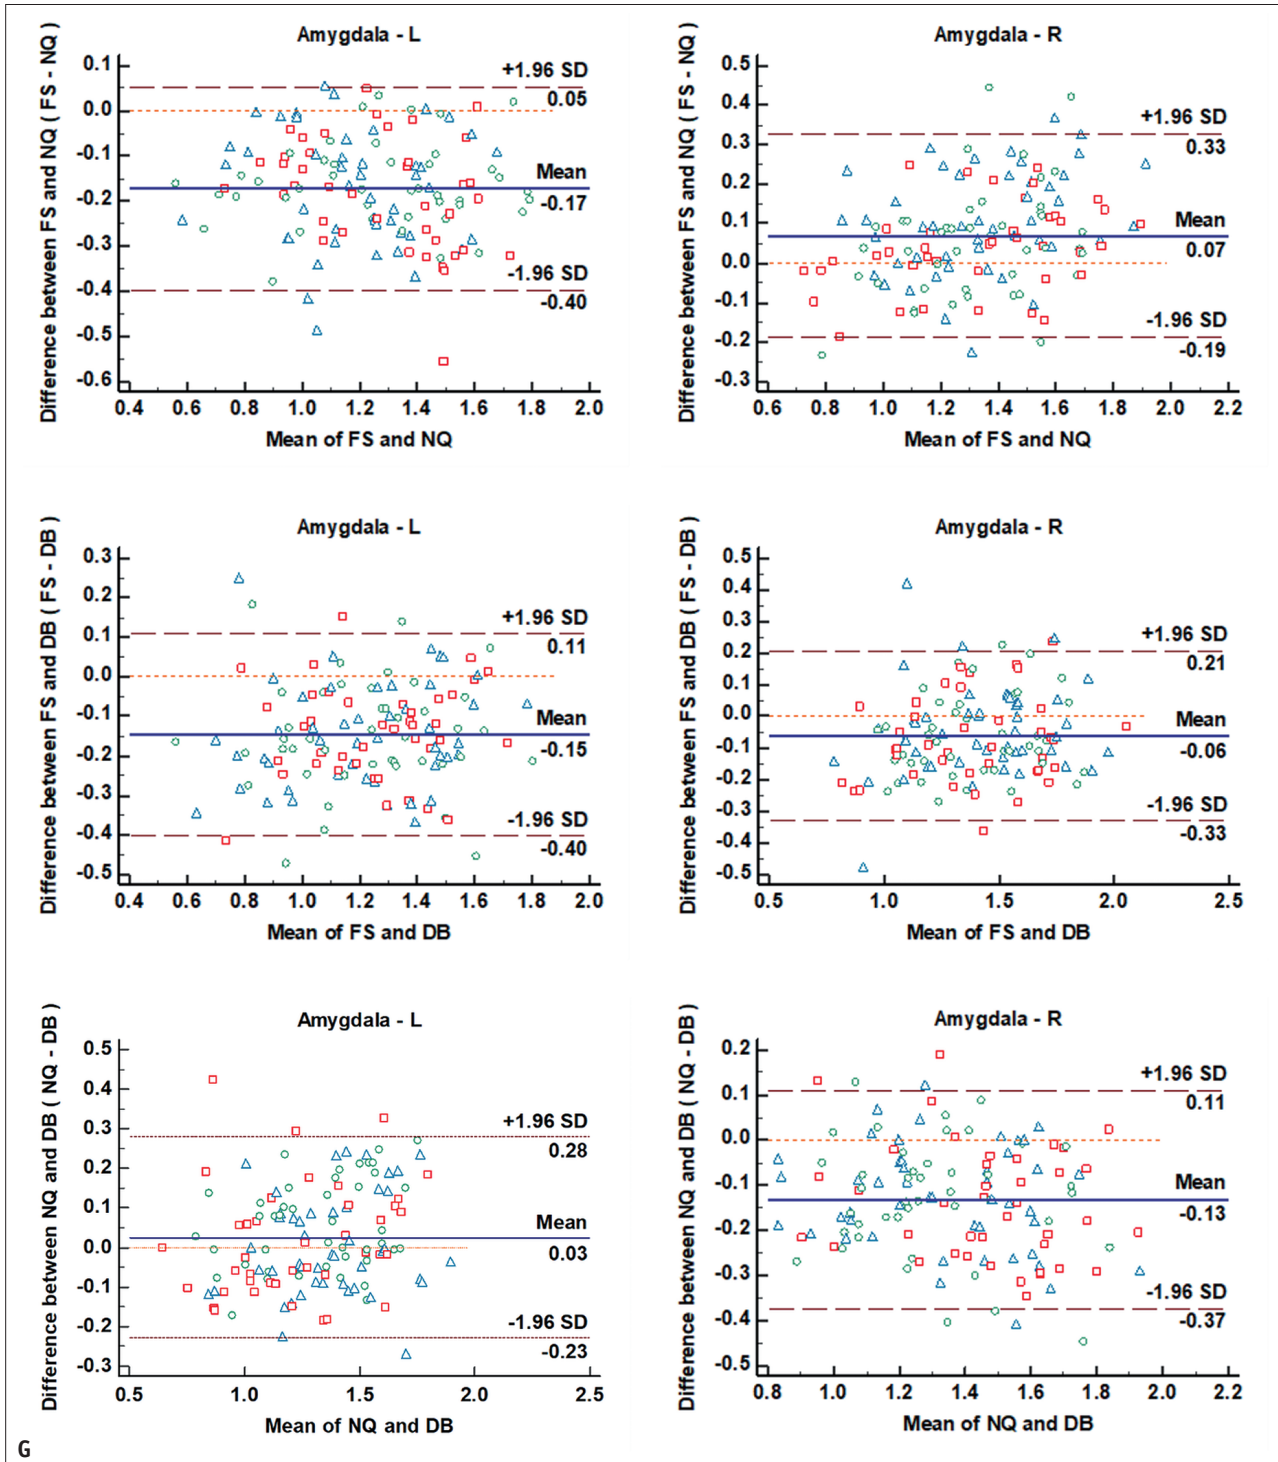 Amygdala - L
Difference between FS and NQ ( FS - NQ )
0.1
0.0
-0.1
-0.2
-0.3
-0.4
-0.5
-0.6
+1.96 SD
0.05
Mean
-0.17
-1.96 SD
-0.40
0.4 0.6 0.8 1.0 1.2 1.4 1.6 1.8 2.0
Mean of FS and NQ
Amygdala - R
Difference between FS and NQ ( FS - NQ )
0.5
0.4
0.3
0.2
0.1
0.0
-0.1
-0.2
-0.3
+1.96 SD
0.33
Mean
0.07
-1.96 SD
-0.19
0.6 0.8 1.0 1.2 1.4 1.6 1.8 2.0 2.2
Mean of FS and NQ
Amygdala - L
Difference between FS and DB ( FS - DB )
0.3
0.2
0.1
0.0
-0.1
-0.2
-0.3
-0.4
-0.5
+1.96 SD
0.11
Mean
-0.15
-1.96 SD
-0.40
0.4 0.6 0.8 1.0 1.2 1.4 1.6 1.8 2.0
Mean of FS and DB
Amygdala - R
Difference between FS and DB ( FS - DB )
0.5
0.4
0.3
0.2
0.1
0.0
-0.1
-0.2
-0.3
-0.4
-0.5
+1.96 SD
0.21
Mean
-0.06
-1.96 SD
-0.33
0.5 1.0 1.5 2.0 2.5
Mean of FS and DB
Amygdala - L
Difference between NQ and DB ( NQ - DB )
0.5
0.4
0.3
0.2
0.1
0.0
-0.1
-0.2
-0.3
+1.96 SD
0.28
Mean
0.03
-1.96 SD
-0.23
0.5 1.0 1.5 2.0 2.5
Mean of NQ and DB
Amygdala - R
Difference between NQ and DB ( NQ - DB )
0.2
0.1
0.0
-0.1
-0.2
-0.3
-0.4
-0.5
+1.96 SD
0.11
Mean
-0.13
-1.96 SD
-0.37
0.8 1.0 1.2 1.4 1.6 1.8 2.0 2.2
Mean of NQ and DB
G